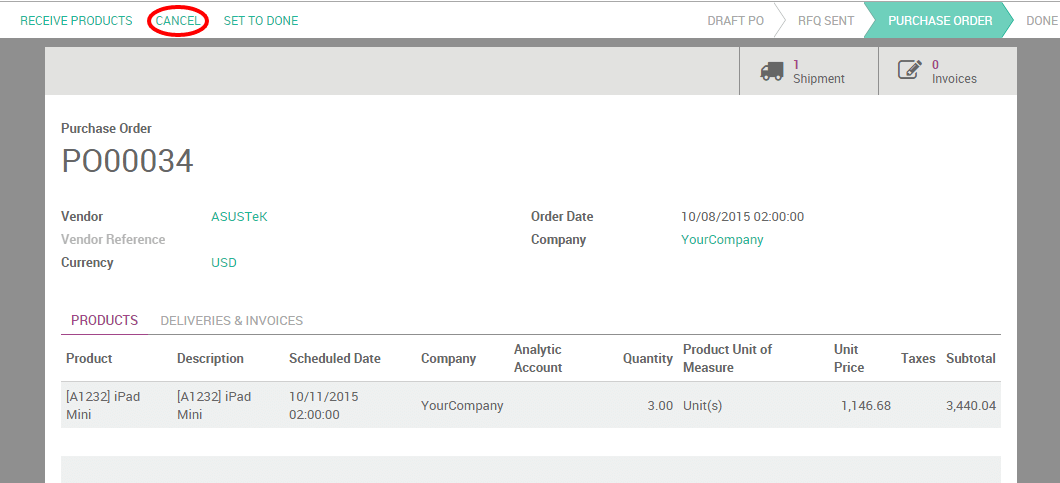 RECEIVE PRODUCTS CANCEL SET TO DONE DRAFT PO RFQ SENT PURCHASE ORDER DONE
1 Shipment 0 Invoices
Purchase Order
PO00034
Vendor ASUSTeK Order Date 10/08/2015 02:00:00
Vendor Reference Company YourCompany
Currency USD
PRODUCTS DELIVERIES & INVOICES
Product Description Scheduled Date Company Analytic Account Quantity Product Unit of Measure Unit Price Taxes Subtotal
[A1232] iPad Mini [A1232] iPad Mini 10/11/2015 02:00:00 YourCompany 3.00 Unit(s) 1,146.68 3,440.04